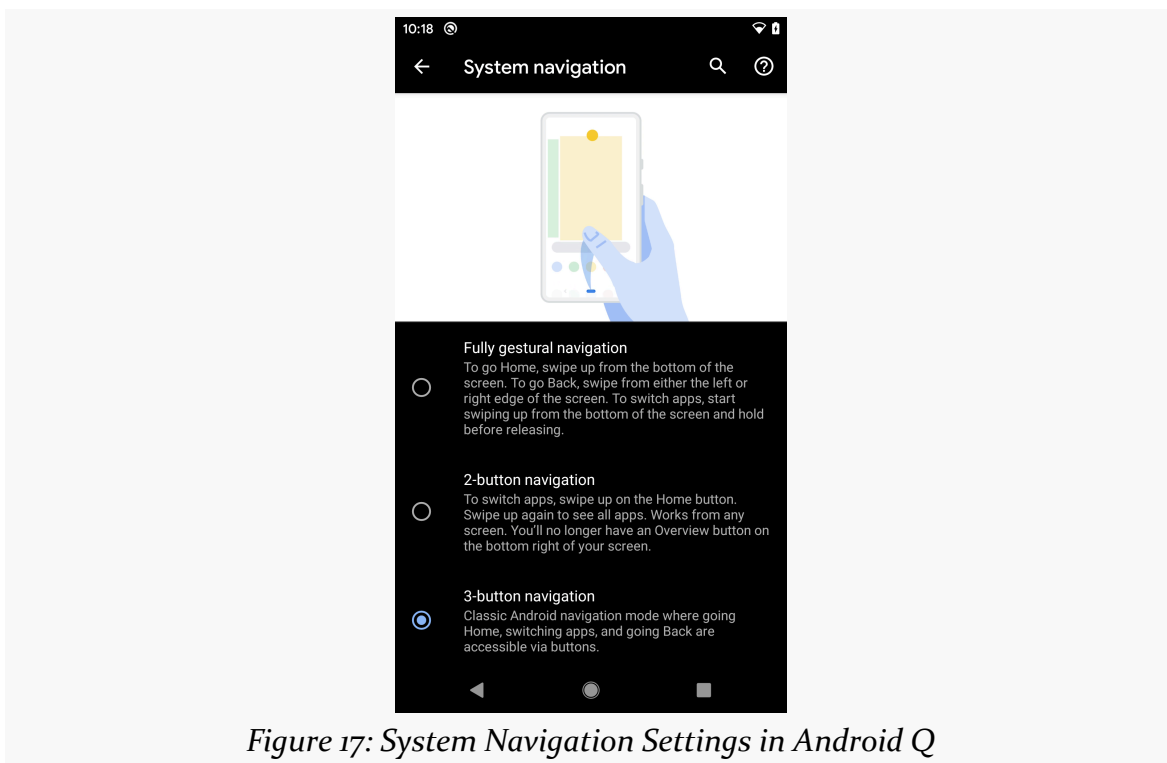 10:18
System navigation
Fully gestural navigation
To go Home, swipe up from the bottom of the
screen. To go Back, swipe from either the left or
right edge of the screen. To switch apps, start
swiping up from the bottom of the screen and hold
before releasing.
2-button navigation
To switch apps, swipe up on the Home button.
Swipe up again to see all apps. Works from any
screen. You’ll no longer have an Overview button on
the bottom right of your screen.
3-button navigation
Classic Android navigation mode where going
Home, switching apps, and going Back are
accessible via buttons.
Figure 17: System Navigation Settings in Android Q